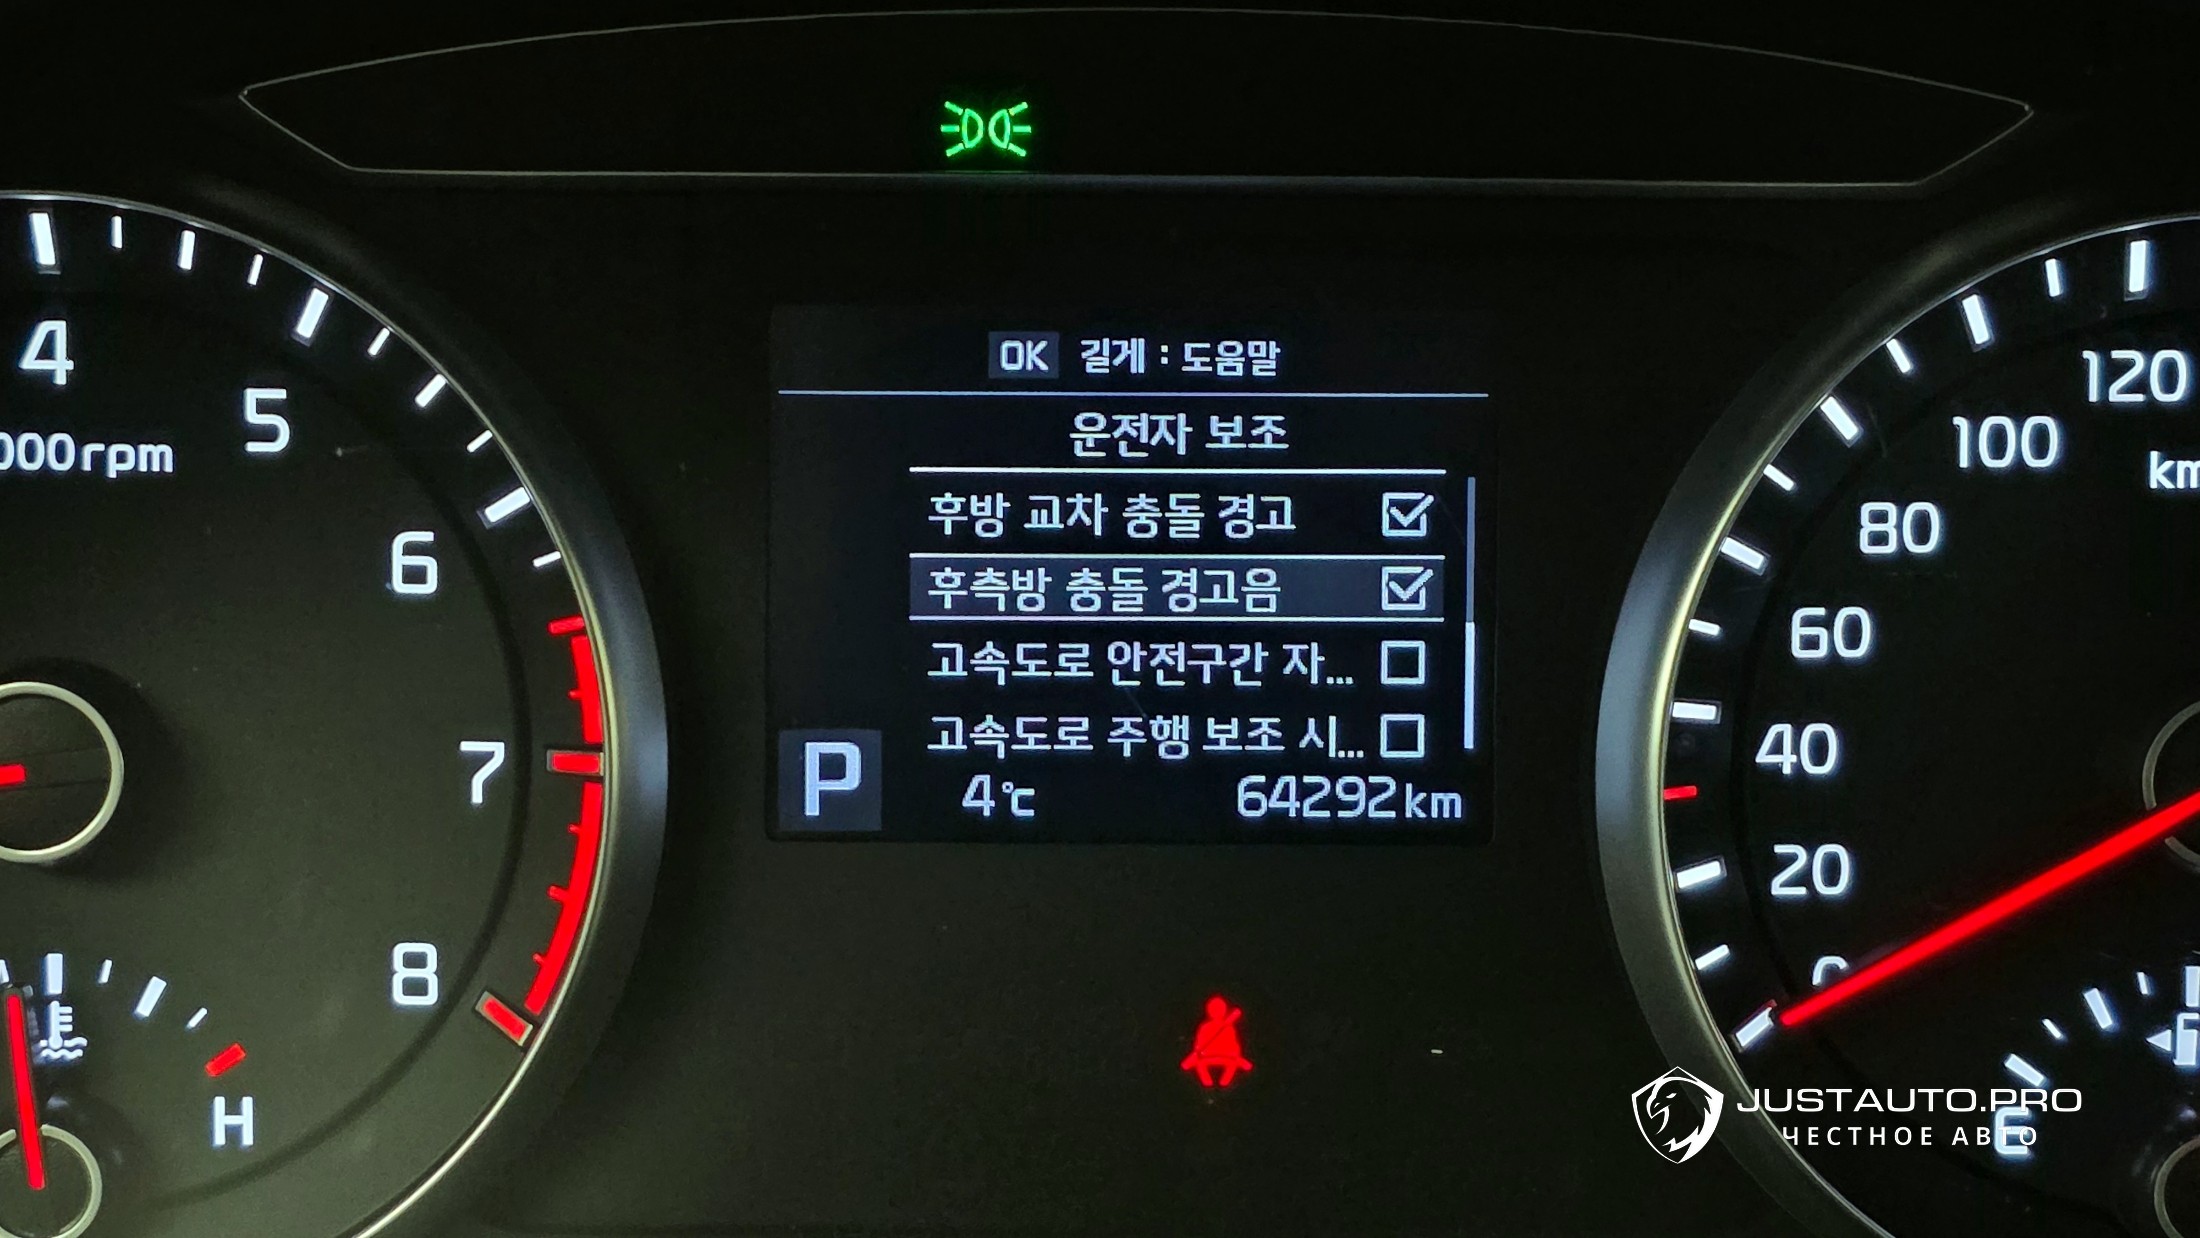 4
5
000rpm
6
7
8
H
OK 길게 : 도움말
운전자 보조
후방 교차 충돌 경고
후측방 충돌 경고음
고속도로 안전구간 자...
고속도로 주행 보조 시...
P
4℃ 64292km
120
100
km
80
60
40
20
0
E
JUSTAUTO.PRO
ЧЕСТНОЕ АВТО